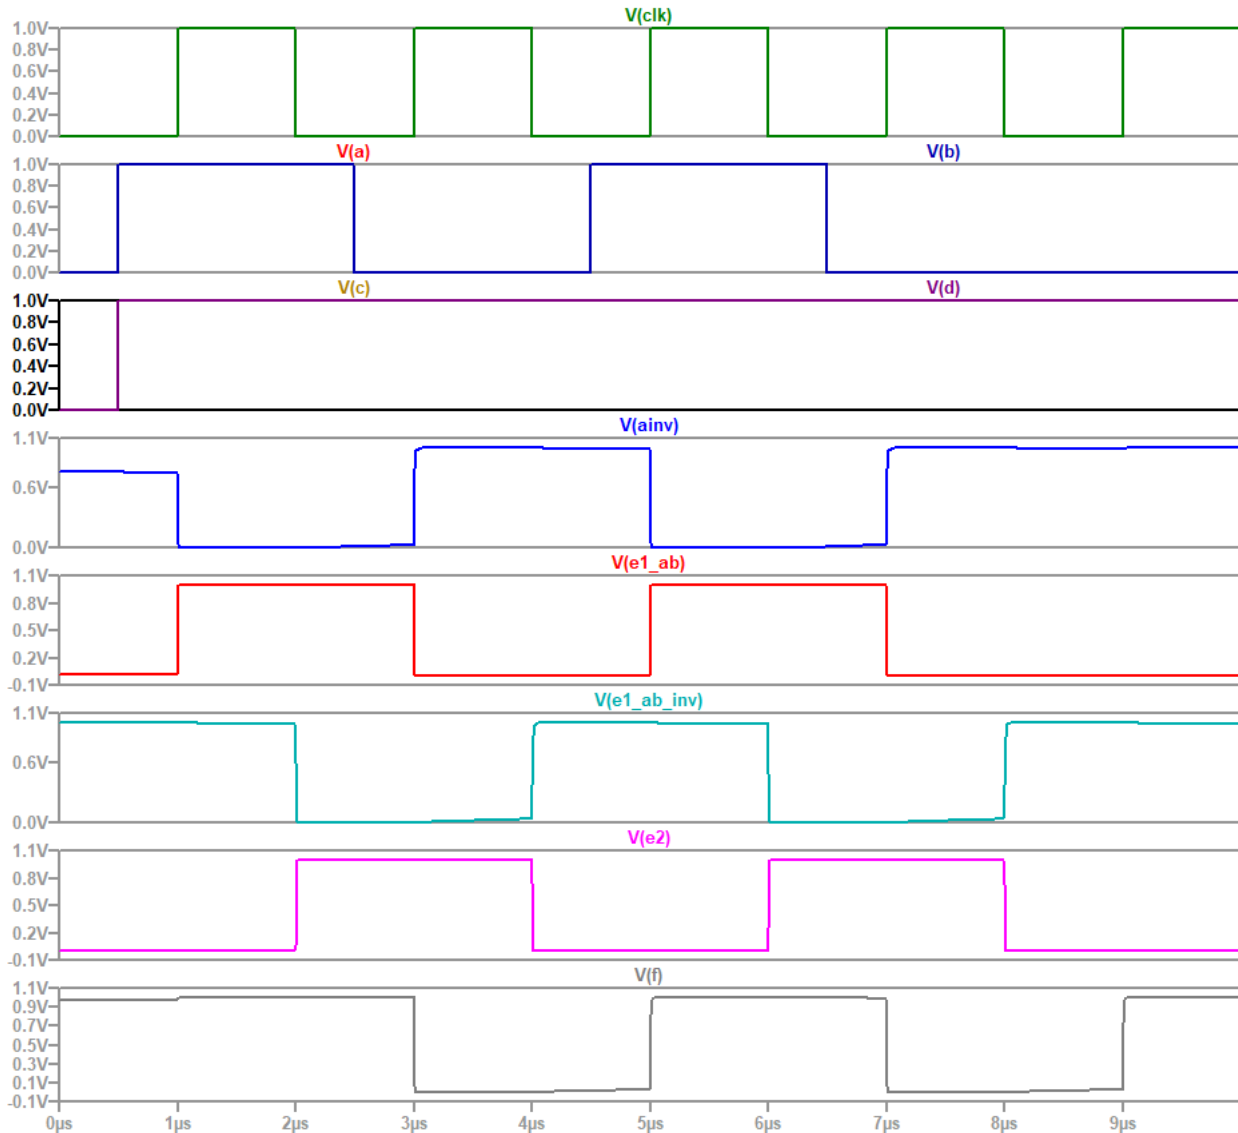 V(clk)
1.0V
0.8V
0.6V
0.4V
0.2V
0.0V
V(a) V(b)
1.0V
0.8V
0.6V
0.4V
0.2V
0.0V
V(c) V(d)
1.0V
0.8V
0.6V
0.4V
0.2V
0.0V
V(ainv)
1.1V
0.6V
0.0V
V(e1_ab)
1.1V
0.8V
0.5V
0.2V
-0.1V
V(e1_ab_inv)
1.1V
0.6V
0.0V
V(e2)
1.1V
0.8V
0.5V
0.2V
-0.1V
V(f)
1.1V
0.9V
0.7V
0.5V
0.3V
0.1V
-0.1V
0µs 1µs 2µs 3µs 4µs 5µs 6µs 7µs 8µs 9µs